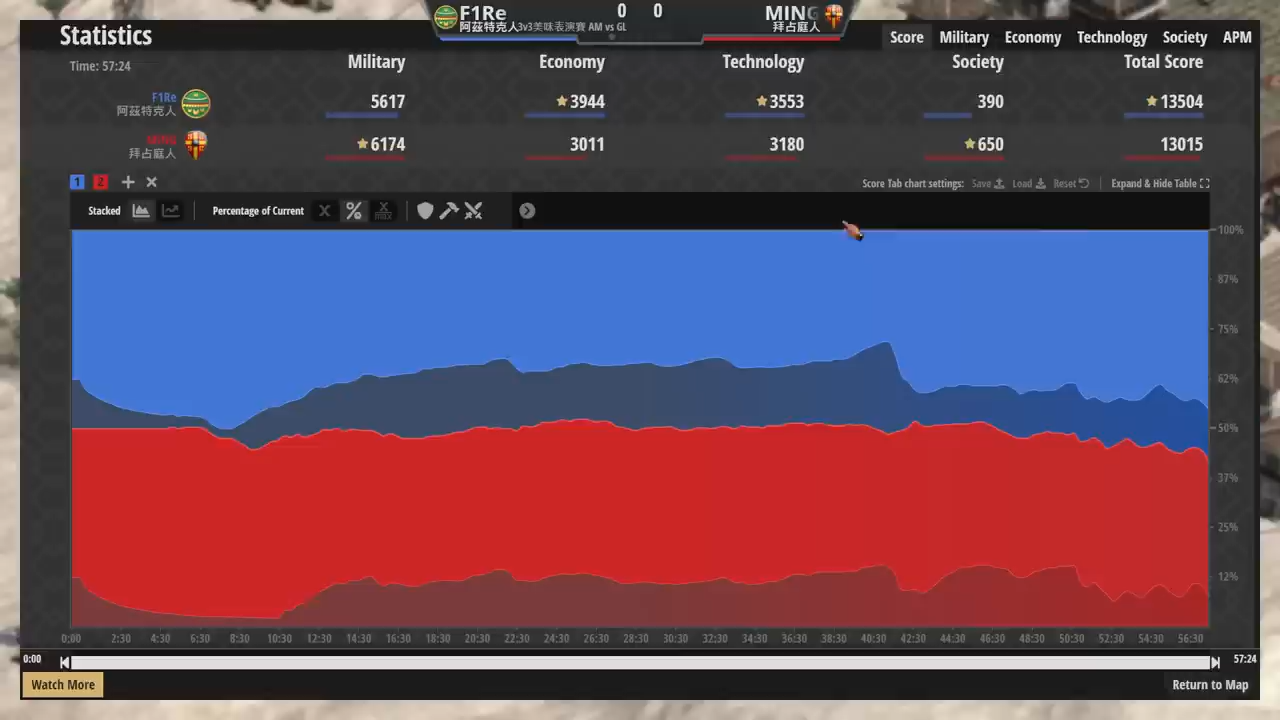 F1Re 0 0 MING
阿茲特克人3v3美味表演賽 AM vs GL 拜占庭人
Statistics
Score Military Economy Technology Society APM
Time: 57:24
Military Economy Technology Society Total Score
F1Re
阿茲特克人
5617 3944 3553 390 13504
MING
拜占庭人
6174 3011 3180 650 13015
1 2
Score Tab chart settings: Save Load Reset Expand & Hide Table
Stacked Percentage of Current X % X max
100%
87%
75%
62%
50%
37%
25%
12%
0:00 2:30 4:30 6:30 8:30 10:30 12:30 14:30 16:30 18:30 20:30 22:30 24:30 26:30 28:30 30:30 32:30 34:30 36:30 38:30 40:30 42:30 44:30 46:30 48:30 50:30 52:30 54:30 56:30
0:00 57:24
Watch More Return to Map